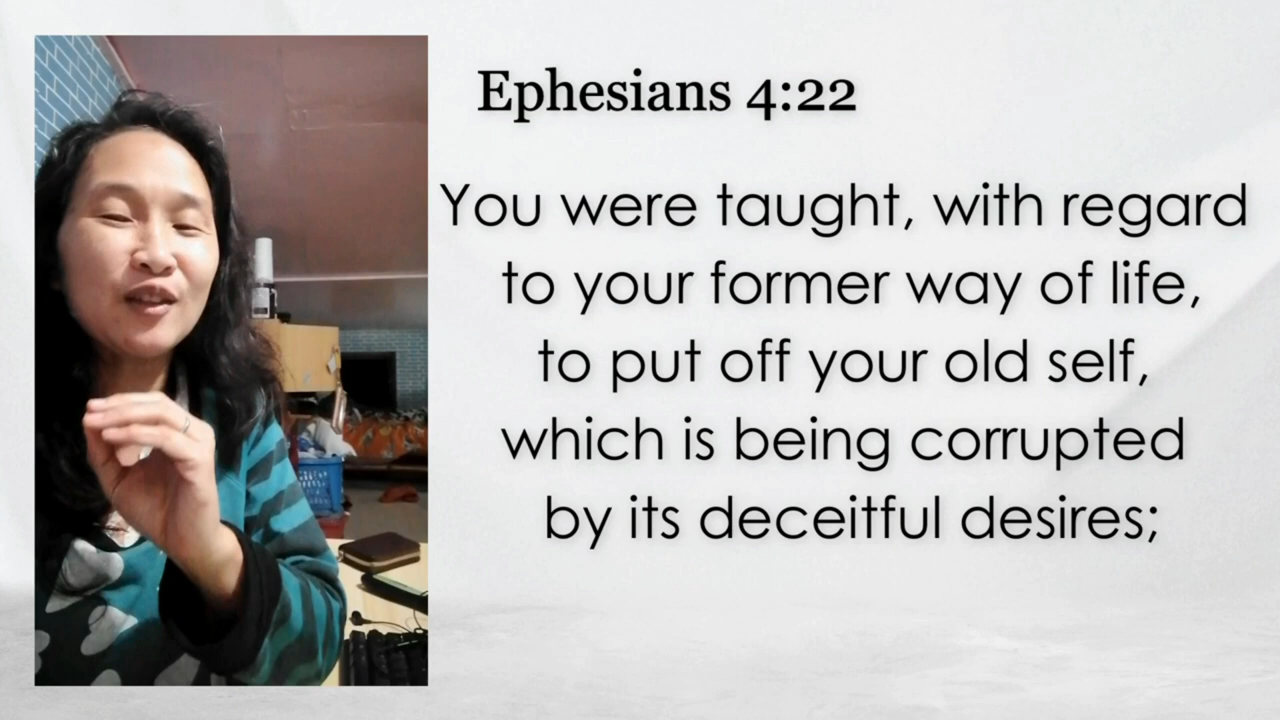 Ephesians 4:22
You were taught, with regard
to your former way of life,
to put off your old self,
which is being corrupted
by its deceitful desires;